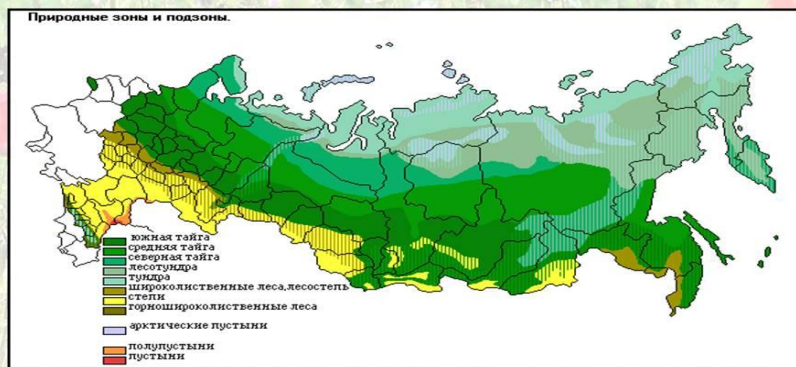 Природные зоны и подзоны.
южная тайга
средняя тайга
северная тайга
лесотундра
тундра
широколиственные леса,лесостепь
степи
горношироколиственные леса
арктические пустыни
полупустыни
пустыни